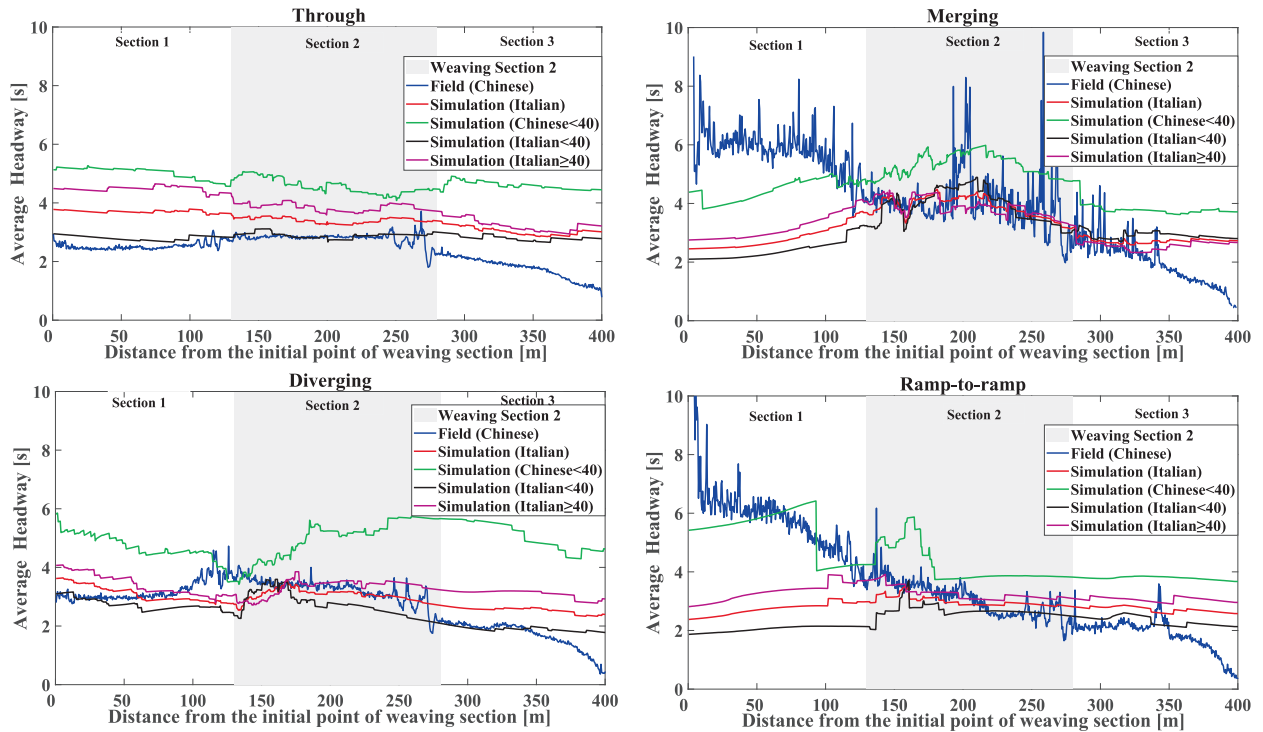 Through
10
8
6
4
2
0
Average Headway [s]
Section 1
Section 2
Section 3
Weaving Section 2
Field (Chinese)
Simulation (Italian)
Simulation (Chinese<40)
Simulation (Italian<40)
Simulation (Italian≥40)
0 50 100 150 200 250 300 350 400
Distance from the initial point of weaving section [m]
Merging
10
8
6
4
2
0
Average Headway [s]
Section 1
Section 2
Section 3
Weaving Section 2
Field (Chinese)
Simulation (Italian)
Simulation (Chinese<40)
Simulation (Italian<40)
Simulation (Italian≥40)
0 50 100 150 200 250 300 350 400
Distance from the initial point of weaving section [m]
Diverging
10
8
6
4
2
0
Average Headway [s]
Section 1
Section 2
Section 3
Weaving Section 2
Field (Chinese)
Simulation (Italian)
Simulation (Chinese<40)
Simulation (Italian<40)
Simulation (Italian≥40)
0 50 100 150 200 250 300 350 400
Distance from the initial point of weaving section [m]
Ramp-to-ramp
10
8
6
4
2
0
Average Headway [s]
Section 1
Section 2
Section 3
Weaving Section 2
Field (Chinese)
Simulation (Italian)
Simulation (Chinese<40)
Simulation (Italian<40)
Simulation (Italian≥40)
0 50 100 150 200 250 300 350 400
Distance from the initial point of weaving section [m]